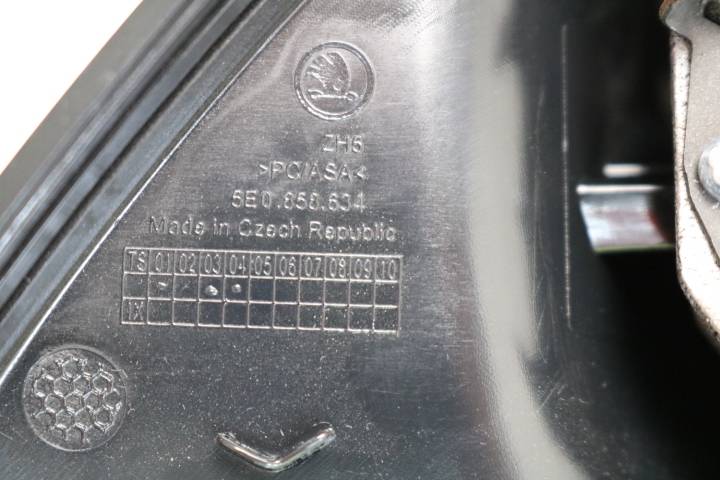 ZH5
>PC/ASA<
5E0.858.634
Made in Czech Republic
TS 01 02 03 04 05 06 07 08 09 10
1X